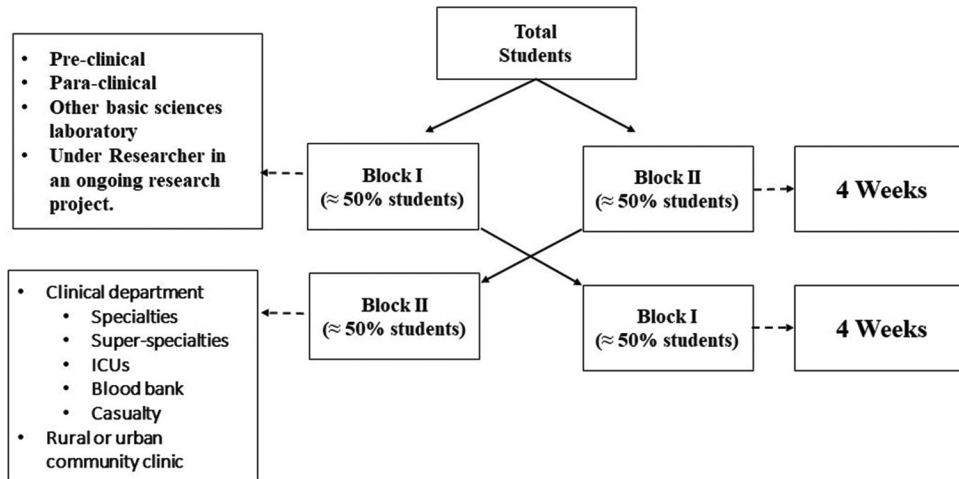 Total
Students
• Pre-clinical
• Para-clinical
• Other basic sciences
laboratory
• Under Researcher in
an ongoing research
project.
Block I
(≈ 50% students)
Block II
(≈ 50% students)
4 Weeks
• Clinical department
• Specialties
• Super-specialties
• ICUs
• Blood bank
• Casualty
• Rural or urban
community clinic
Block II
(≈ 50% students)
Block I
(≈ 50% students)
4 Weeks